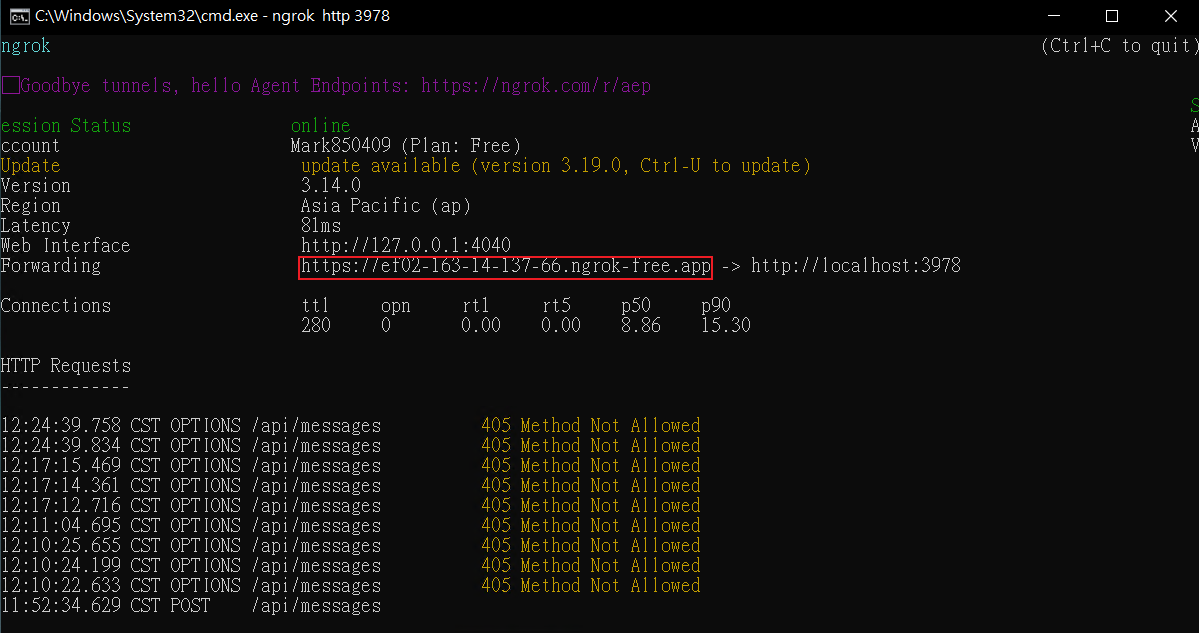 C:\Windows\System32\cmd.exe - ngrok  http 3978
ngrok (Ctrl+C to quit)
Goodbye tunnels, hello Agent Endpoints: https://ngrok.com/r/aep
S
ession Status online A
ccount Mark850409 (Plan: Free) V
Update update available (version 3.19.0, Ctrl-U to update)
Version 3.14.0
Region Asia Pacific (ap)
Latency 81ms
Web Interface http://127.0.0.1:4040
Forwarding https://ef02-163-14-137-66.ngrok-free.app -> http://localhost:3978
Connections ttl opn rt1 rt5 p50 p90
280 0 0.00 0.00 8.86 15.30
HTTP Requests
-------------
12:24:39.758 CST OPTIONS /api/messages 405 Method Not Allowed
12:24:39.834 CST OPTIONS /api/messages 405 Method Not Allowed
12:17:15.469 CST OPTIONS /api/messages 405 Method Not Allowed
12:17:14.361 CST OPTIONS /api/messages 405 Method Not Allowed
12:17:12.716 CST OPTIONS /api/messages 405 Method Not Allowed
12:11:04.695 CST OPTIONS /api/messages 405 Method Not Allowed
12:10:25.655 CST OPTIONS /api/messages 405 Method Not Allowed
12:10:24.199 CST OPTIONS /api/messages 405 Method Not Allowed
12:10:22.633 CST OPTIONS /api/messages 405 Method Not Allowed
11:52:34.629 CST POST /api/messages